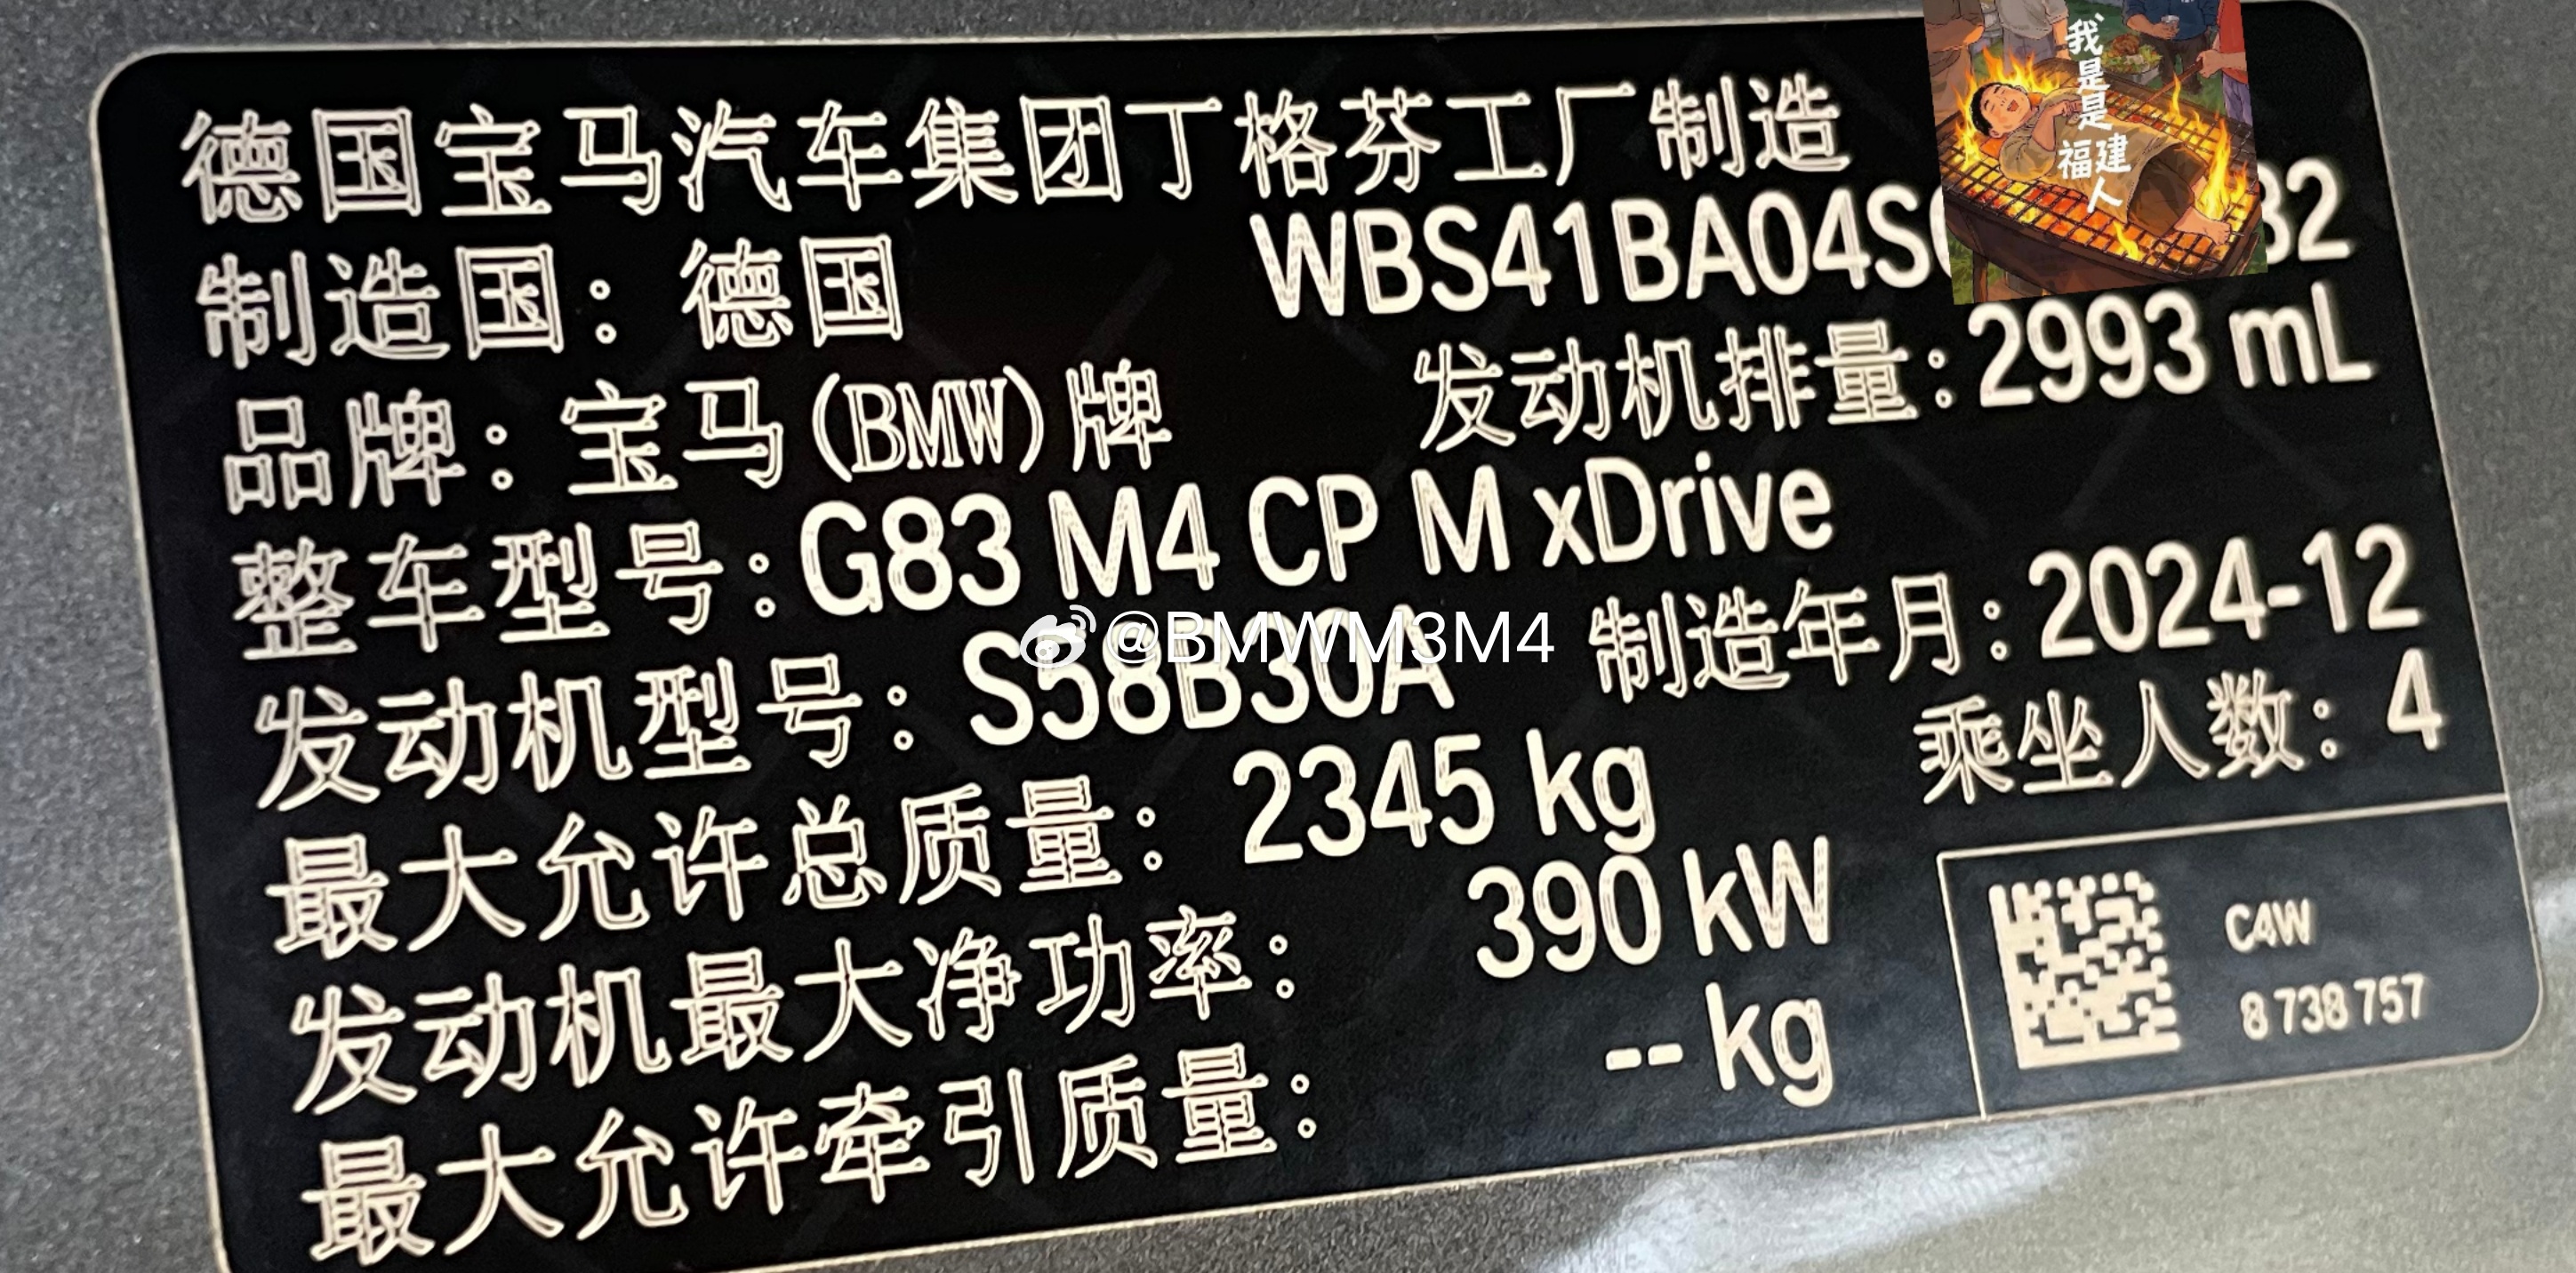 德国宝马汽车集团丁格芬工厂制造
我是是福建人
制造国：德国 WBS41BA04S 32
品牌：宝马(BMW)牌 发动机排量：2993 mL
整车型号：G83 M4 CP M xDrive
@BMWM3M4
发动机型号：S58B30A 制造年月：2024-12
最大允许总质量：2345 kg 乘坐人数：4
发动机最大净功率：390 kW
C4W
最大允许牵引质量：-- kg
8 738 757